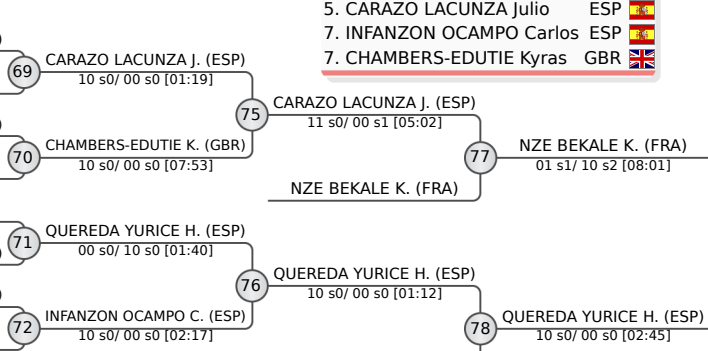 5. CARAZO LACUNZA Julio ESP
7. INFANZON OCAMPO Carlos ESP
7. CHAMBERS-EDUTIE Kyras GBR
69
CARAZO LACUNZA J. (ESP)
10 s0/ 00 s0 [01:19]
75
CARAZO LACUNZA J. (ESP)
11 s0/ 00 s1 [05:02]
70
CHAMBERS-EDUTIE K. (GBR)
10 s0/ 00 s0 [07:53]
77
NZE BEKALE K. (FRA)
01 s1/ 10 s2 [08:01]
NZE BEKALE K. (FRA)
71
QUEREDA YURICE H. (ESP)
00 s0/ 10 s0 [01:40]
76
QUEREDA YURICE H. (ESP)
10 s0/ 00 s0 [01:12]
72
INFANZON OCAMPO C. (ESP)
10 s0/ 00 s0 [02:17]
78
QUEREDA YURICE H. (ESP)
10 s0/ 00 s0 [02:45]